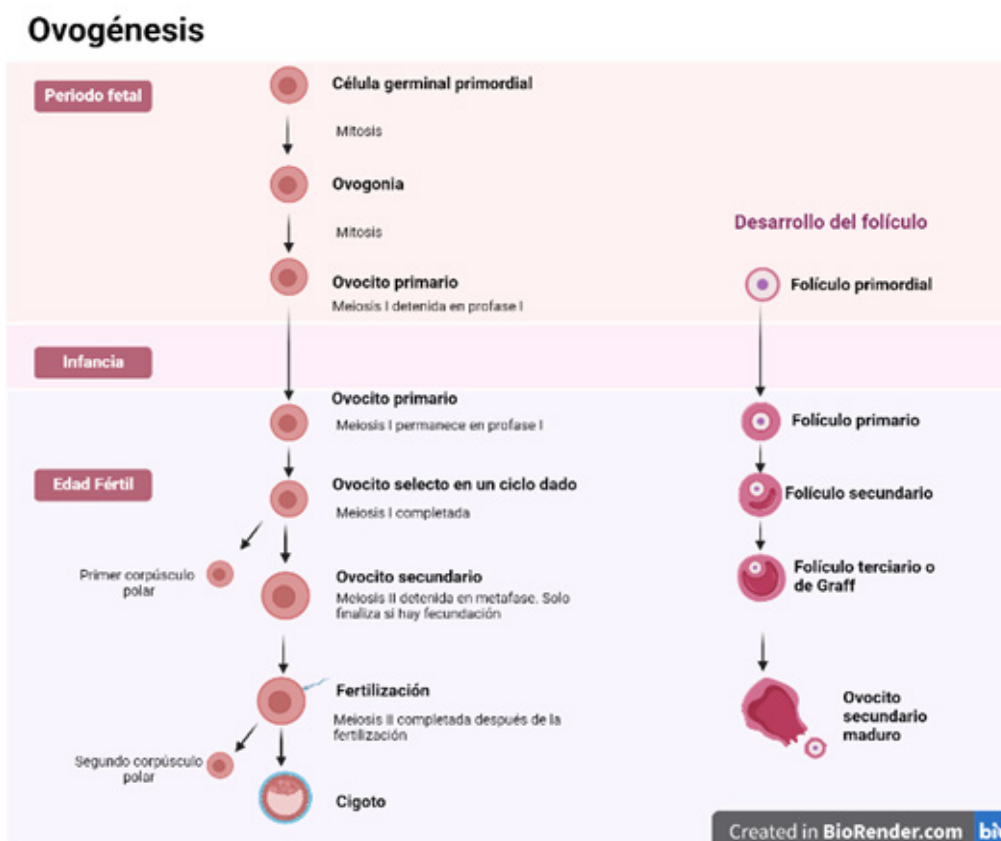 Ovogénesis
Periodo fetal
Célula germinal primordial
Mitosis
Ovogonia
Mitosis
Ovocito primario
Meiosis I detenida en profase I
Desarrollo del folículo
Folículo primordial
Infancia
Edad Fértil
Ovocito primario
Meiosis I permanece en profase I
Ovocito selecto en un ciclo dado
Meiosis I completada
Primer corpúsculo
polar
Ovocito secundario
Meiosis II detenida en metafase. Solo
finaliza si hay fecundación
Fertilización
Meiosis II completada después de la
fertilización
Segundo corpúsculo
polar
Cigoto
Folículo primario
Folículo secundario
Folículo terciario o
de Graff
Ovocito
secundario
maduro
Created in BioRender.com bio